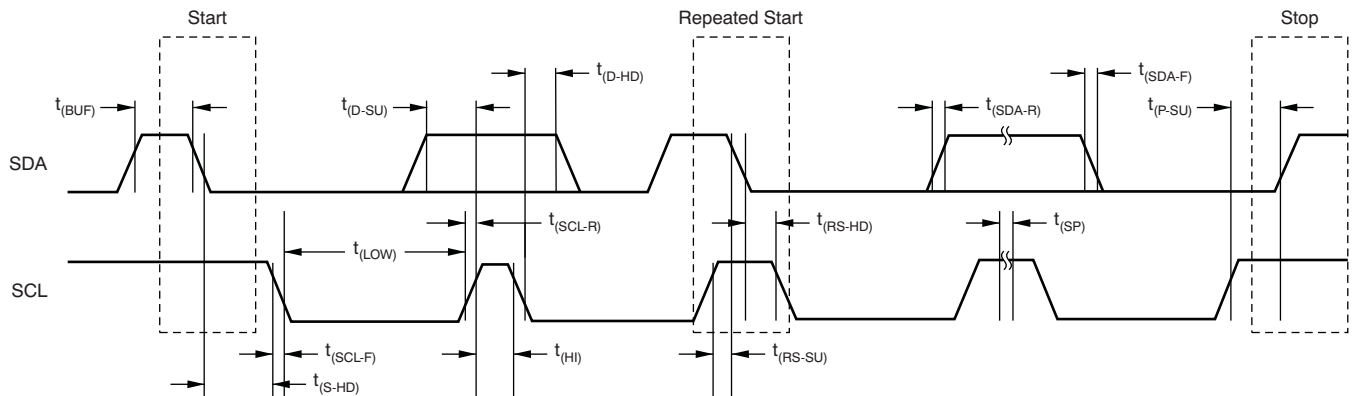 Start
Repeated Start
Stop
t(D-HD)
t(SDA-F)
t(BUF)
t(D-SU)
t(SDA-R)
t(P-SU)
SDA
t(SCL-R)
t(RS-HD)
t(SP)
t(LOW)
SCL
t(SCL-F)
t(HI)
t(RS-SU)
t(S-HD)